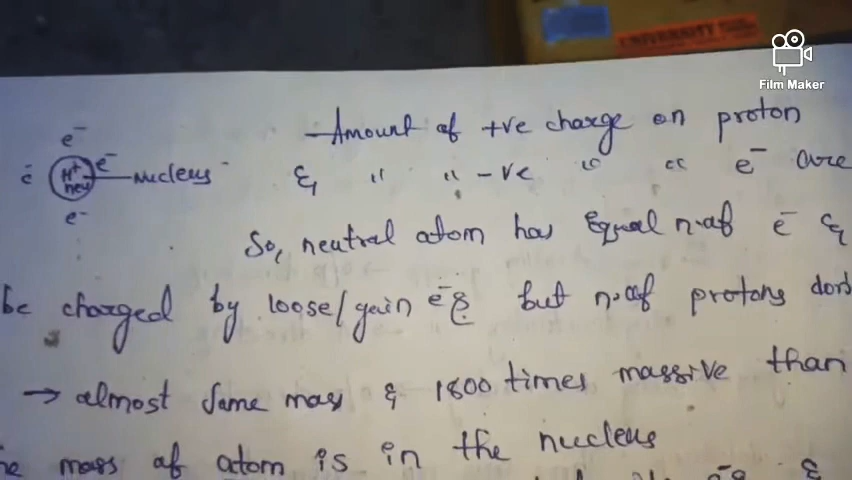 UNIVERSITY
Film Maker
e⁻
—Amount of +ve charge on proton
e⁻ H⁺ neu e⁻ — nucleus & " " -ve " " e⁻ are
e⁻
So, neutral atom has Equal n.of e⁻ &
be charged by loose/gain e⁻s but n.of protons don't
→ almost same mass & 1800 times massive than
he mass of atom is in the nucleus